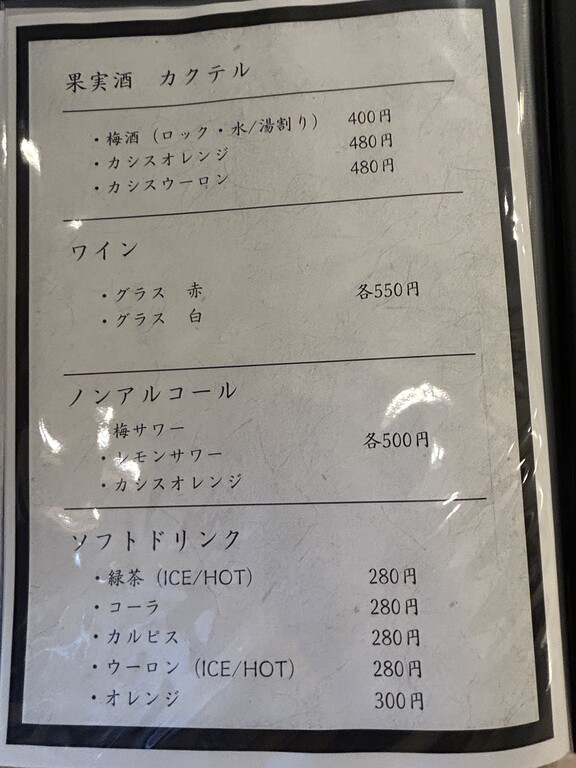 果実酒 カクテル
・梅酒（ロック・水/湯割り） 400円
・カシスオレンジ 480円
・カシスウーロン 480円
ワイン
・グラス 赤 各550円
・グラス 白
ノンアルコール
・梅サワー
・レモンサワー 各500円
・カシスオレンジ
ソフトドリンク
・緑茶（ICE/HOT） 280円
・コーラ 280円
・カルピス 280円
・ウーロン（ICE/HOT） 280円
・オレンジ 300円